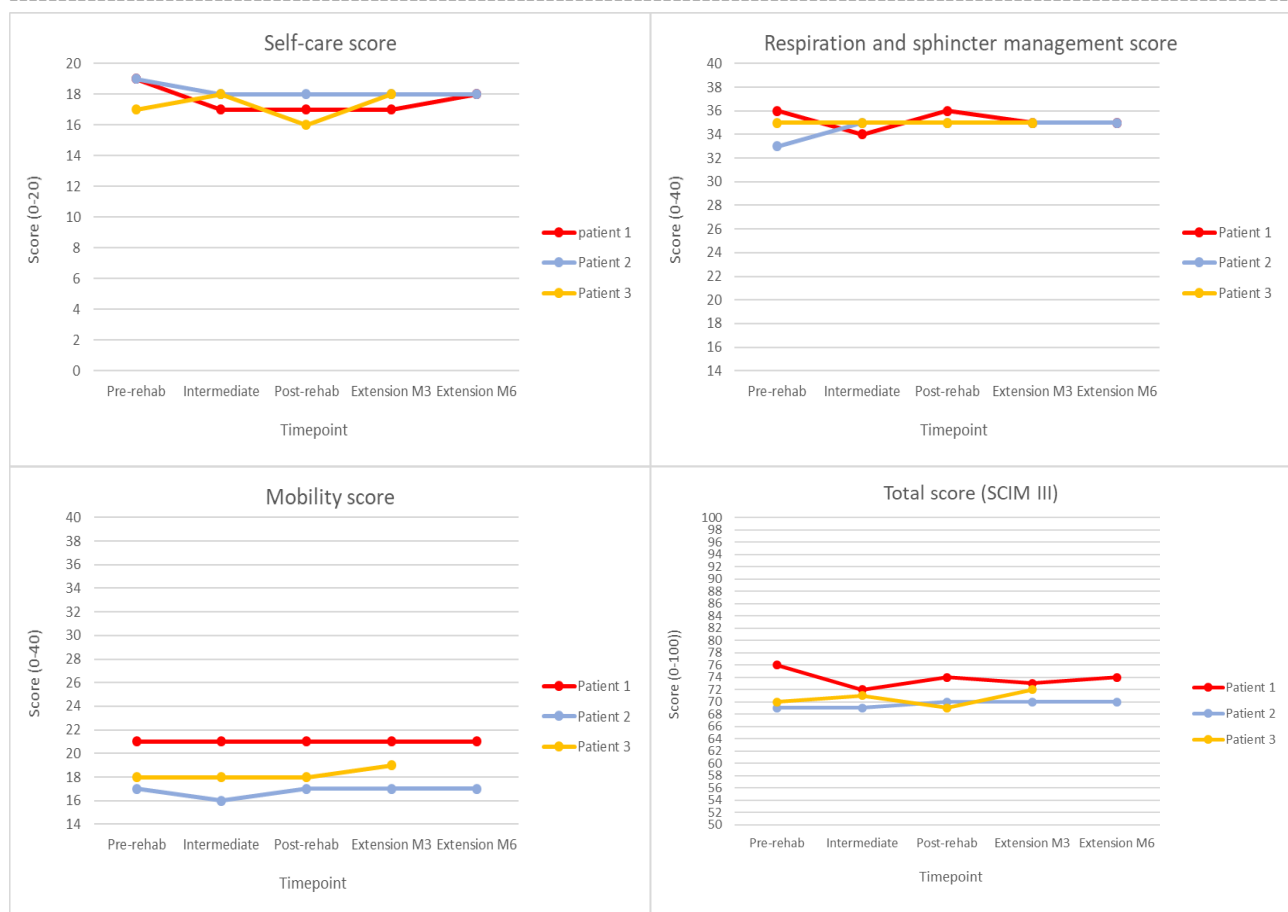 Self-care score
20
18
16
14
12
10
8
6
4
2
0
Score (0-20)
Pre-rehab Intermediate Post-rehab Extension M3 Extension M6
Timepoint
patient 1
Patient 2
Patient 3
Respiration and sphincter management score
40
38
36
34
32
30
28
26
24
22
20
18
16
14
Score (0-40)
Pre-rehab Intermediate Post-rehab Extension M3 Extension M6
Timepoint
Patient 1
Patient 2
Patient 3
Mobility score
40
38
36
34
32
30
28
26
24
22
20
18
16
14
Score (0-40)
Pre-rehab Intermediate Post-rehab Extension M3 Extension M6
Timepoint
Patient 1
Patient 2
Patient 3
Total score (SCIM III)
100
98
96
94
92
90
88
86
84
82
80
78
76
74
72
70
68
66
64
62
60
58
56
54
52
50
Score (0-100))
Pre-rehab Intermediate Post-rehab Extension M3 Extension M6
Timepoint
Patient 1
Patient 2
Patient 3